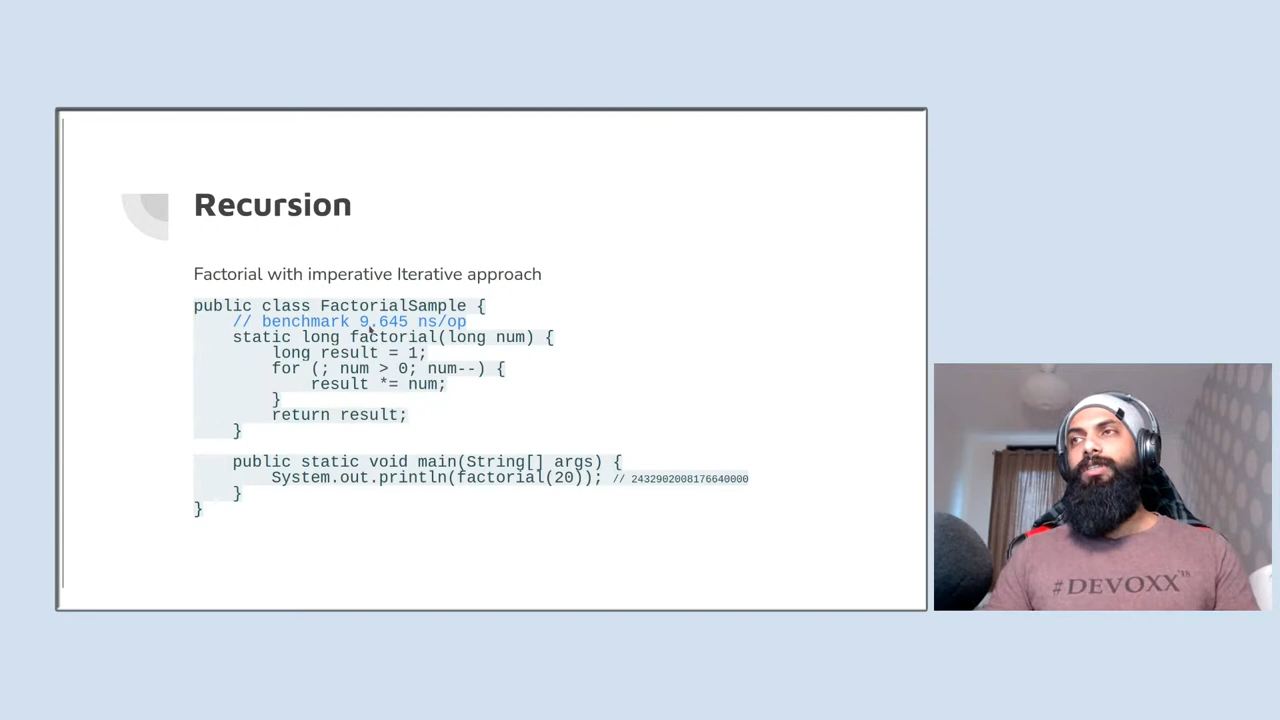 Recursion
Factorial with imperative Iterative approach
public class FactorialSample {
// benchmark 9.645 ns/op
static long factorial(long num) {
long result = 1;
for (; num > 0; num--) {
result *= num;
}
return result;
}
public static void main(String[] args) {
System.out.println(factorial(20)); // 2432902008176640000
}
}
#DEVOXX'18